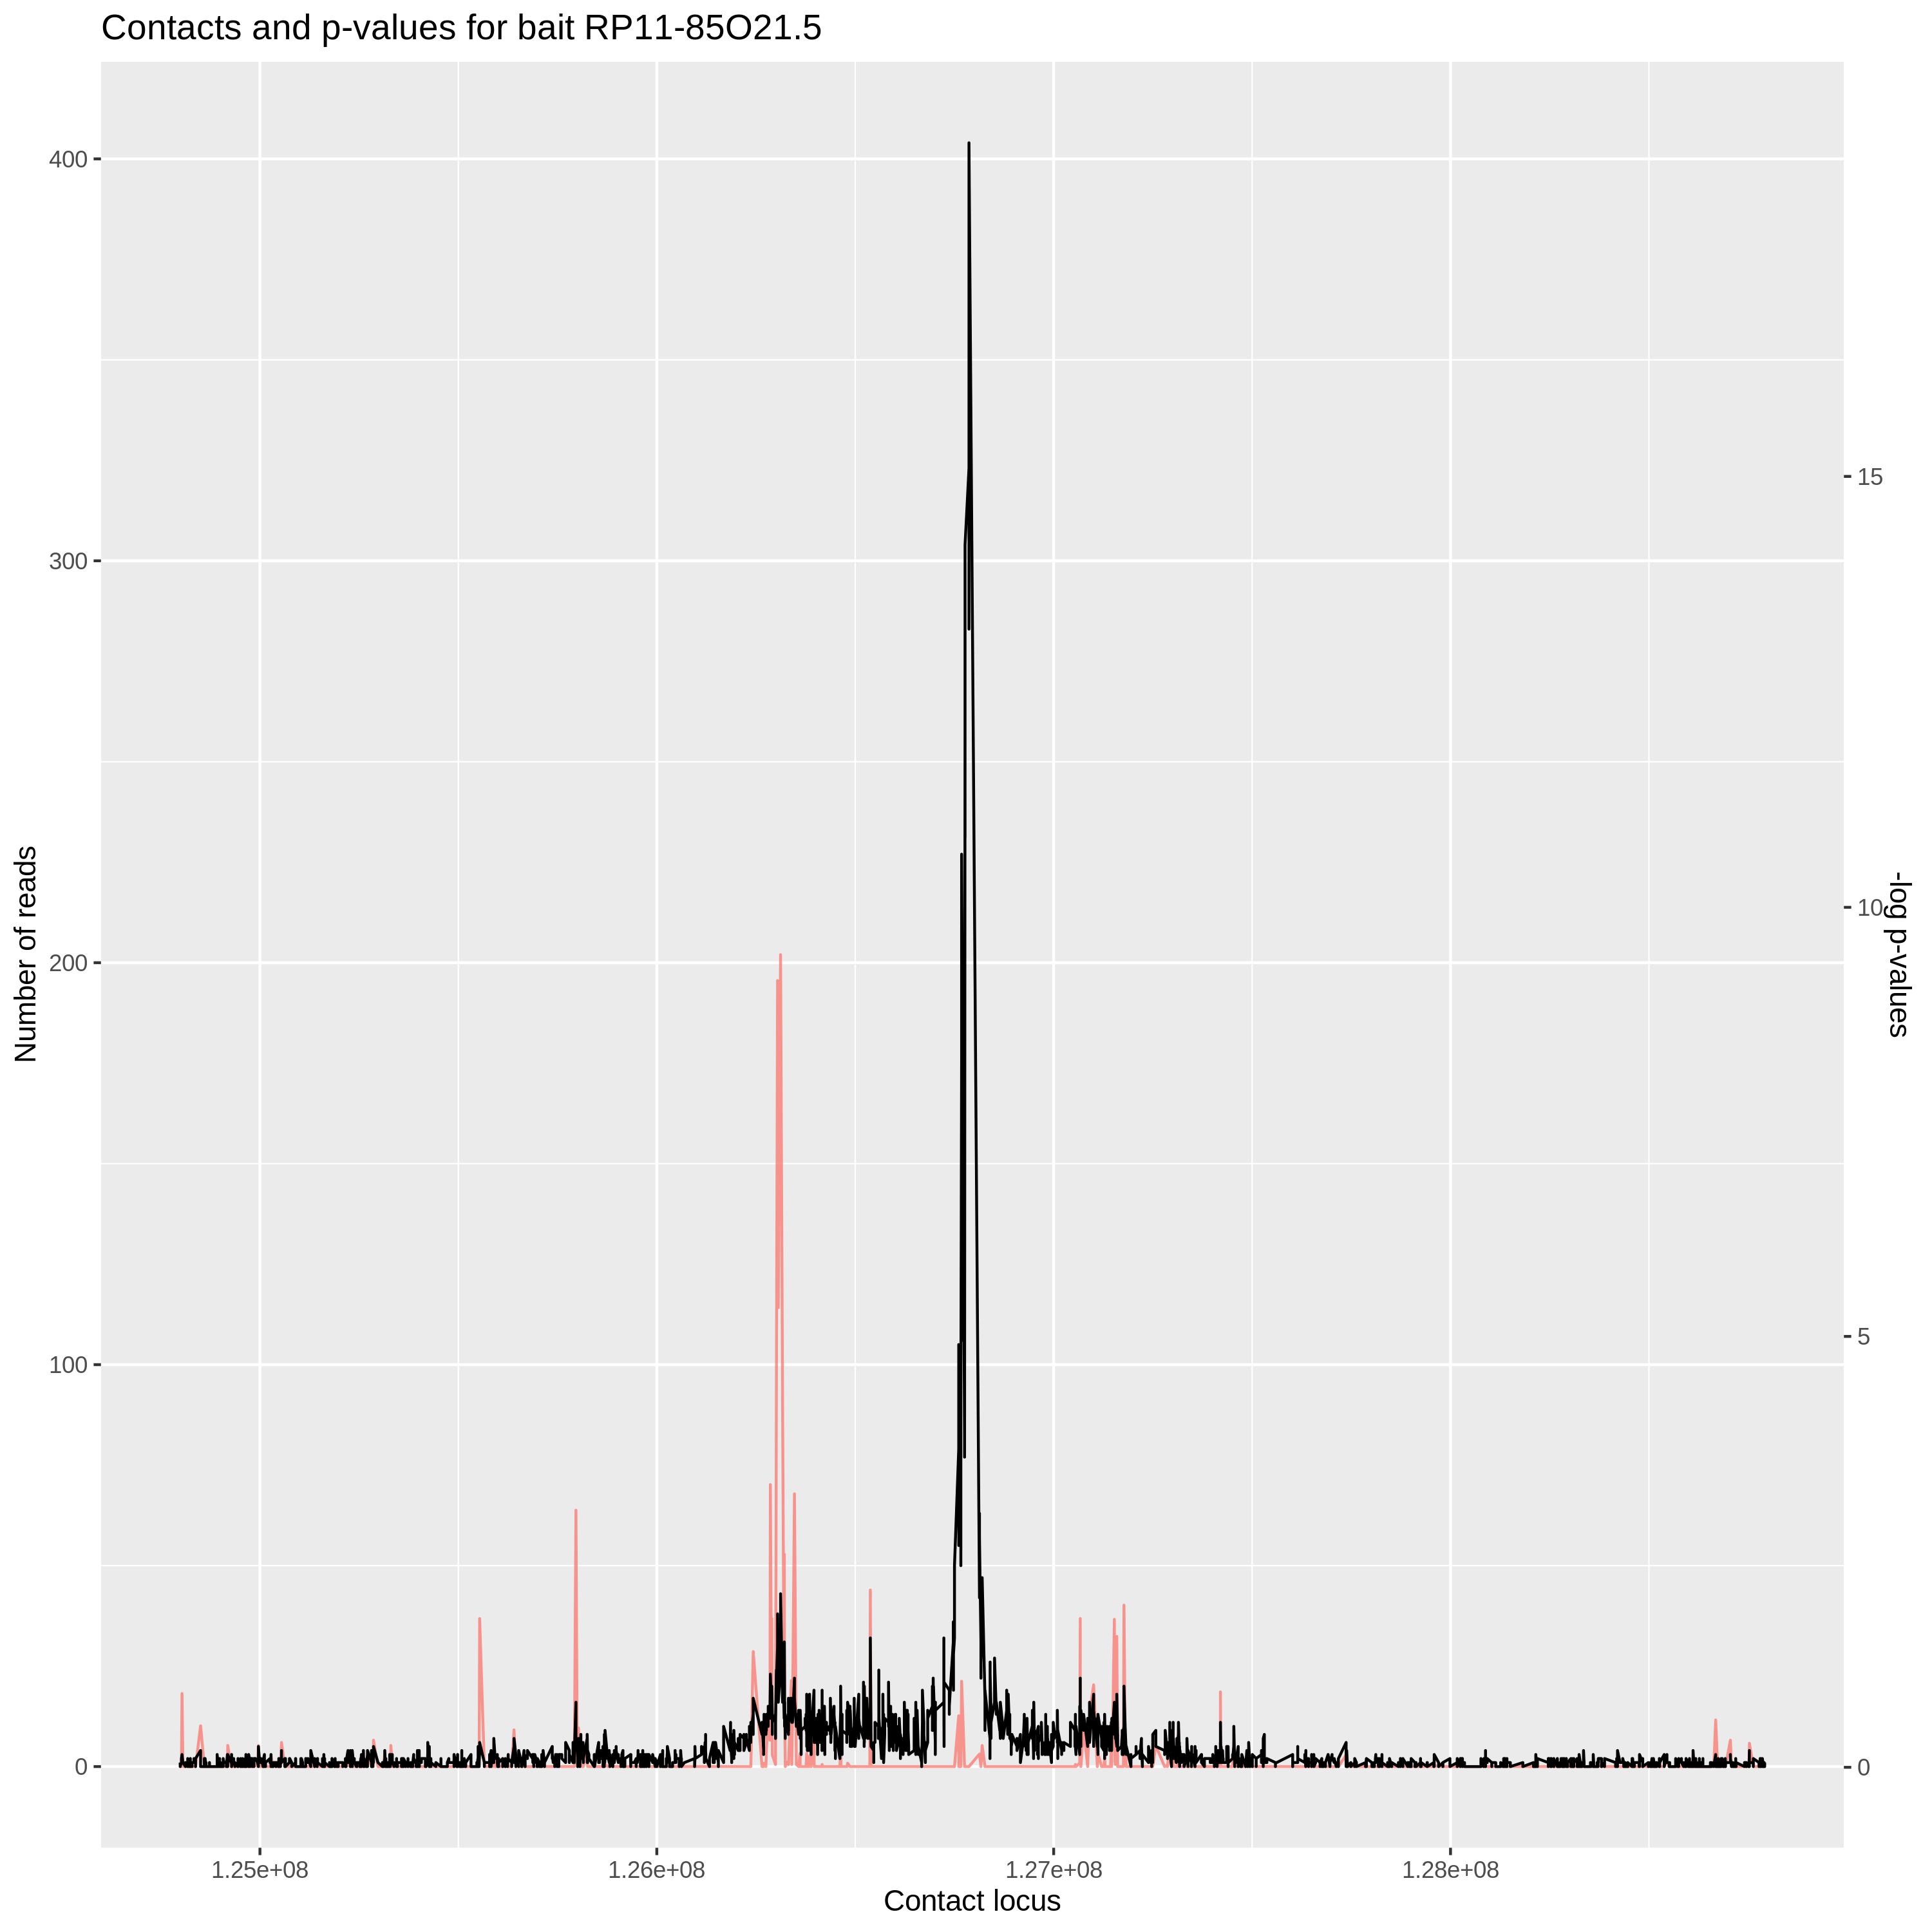 Contacts and p-values for bait RP11-85O21.5
400
300
200
100
0
Number of reads
15
10
5
0
-log p-values
1.25e+08
1.26e+08
1.27e+08
1.28e+08
Contact locus